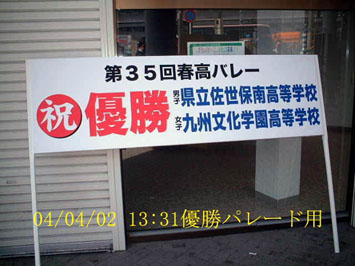 第35回春高バレー
祝 優勝
男子 県立佐世保南高等学校
女子 九州文化学園高等学校
04/04/02 13:31優勝パレード用